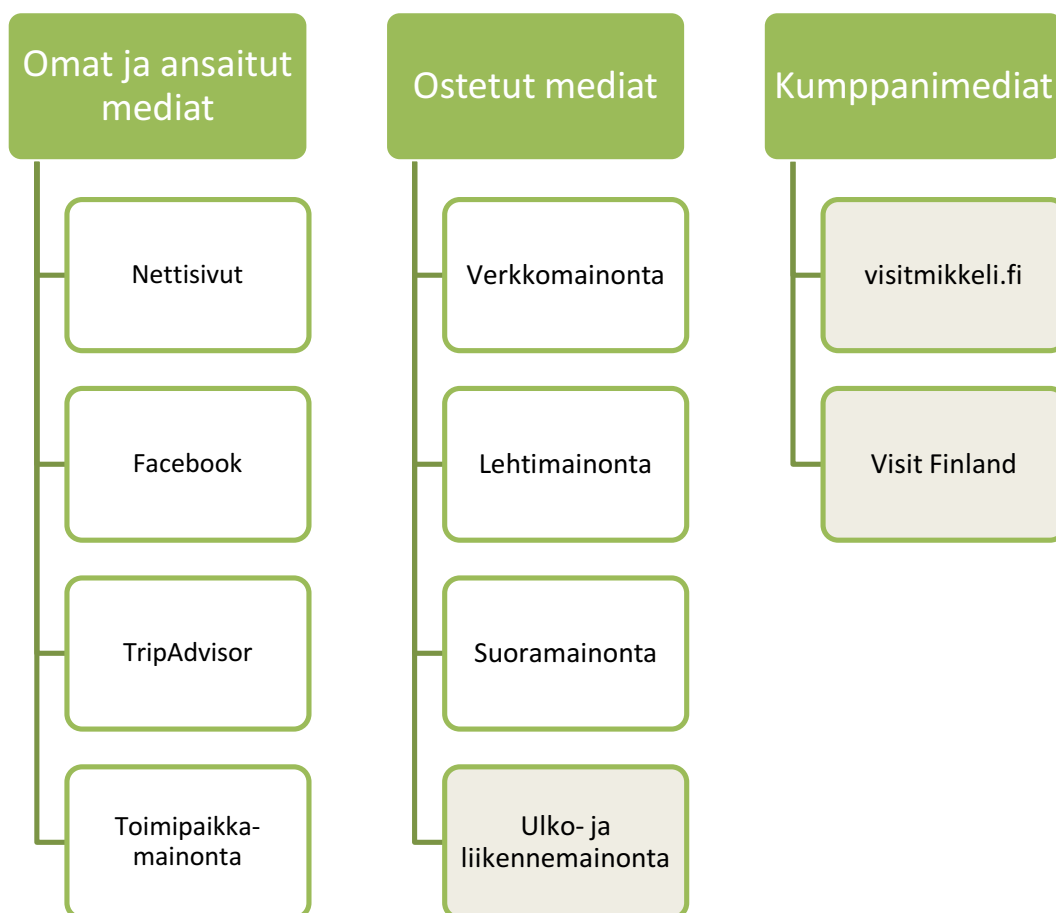 Omat ja ansaitut
mediat
Nettisivut
Facebook
TripAdvisor
Toimipaikka-
mainonta
Ostetut mediat
Verkkomainonta
Lehtimainonta
Suoramainonta
Ulko- ja
liikennemainonta
Kumppanimediat
visitmikkeli.fi
Visit Finland